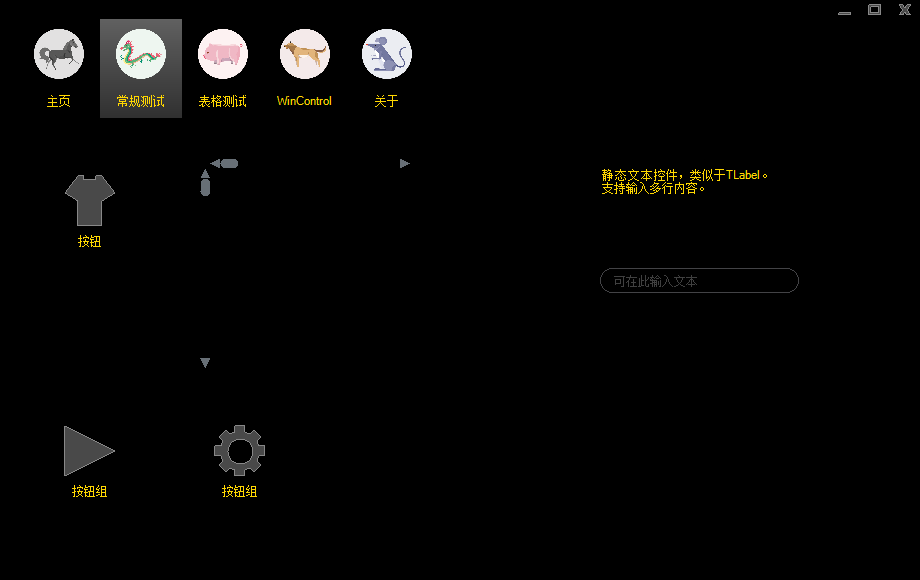 主页
常规测试
表格测试
WinControl
关于
静态文本控件，类似于TLabel。
支持输入多行内容。
按钮
可在此输入文本
按钮组
按钮组